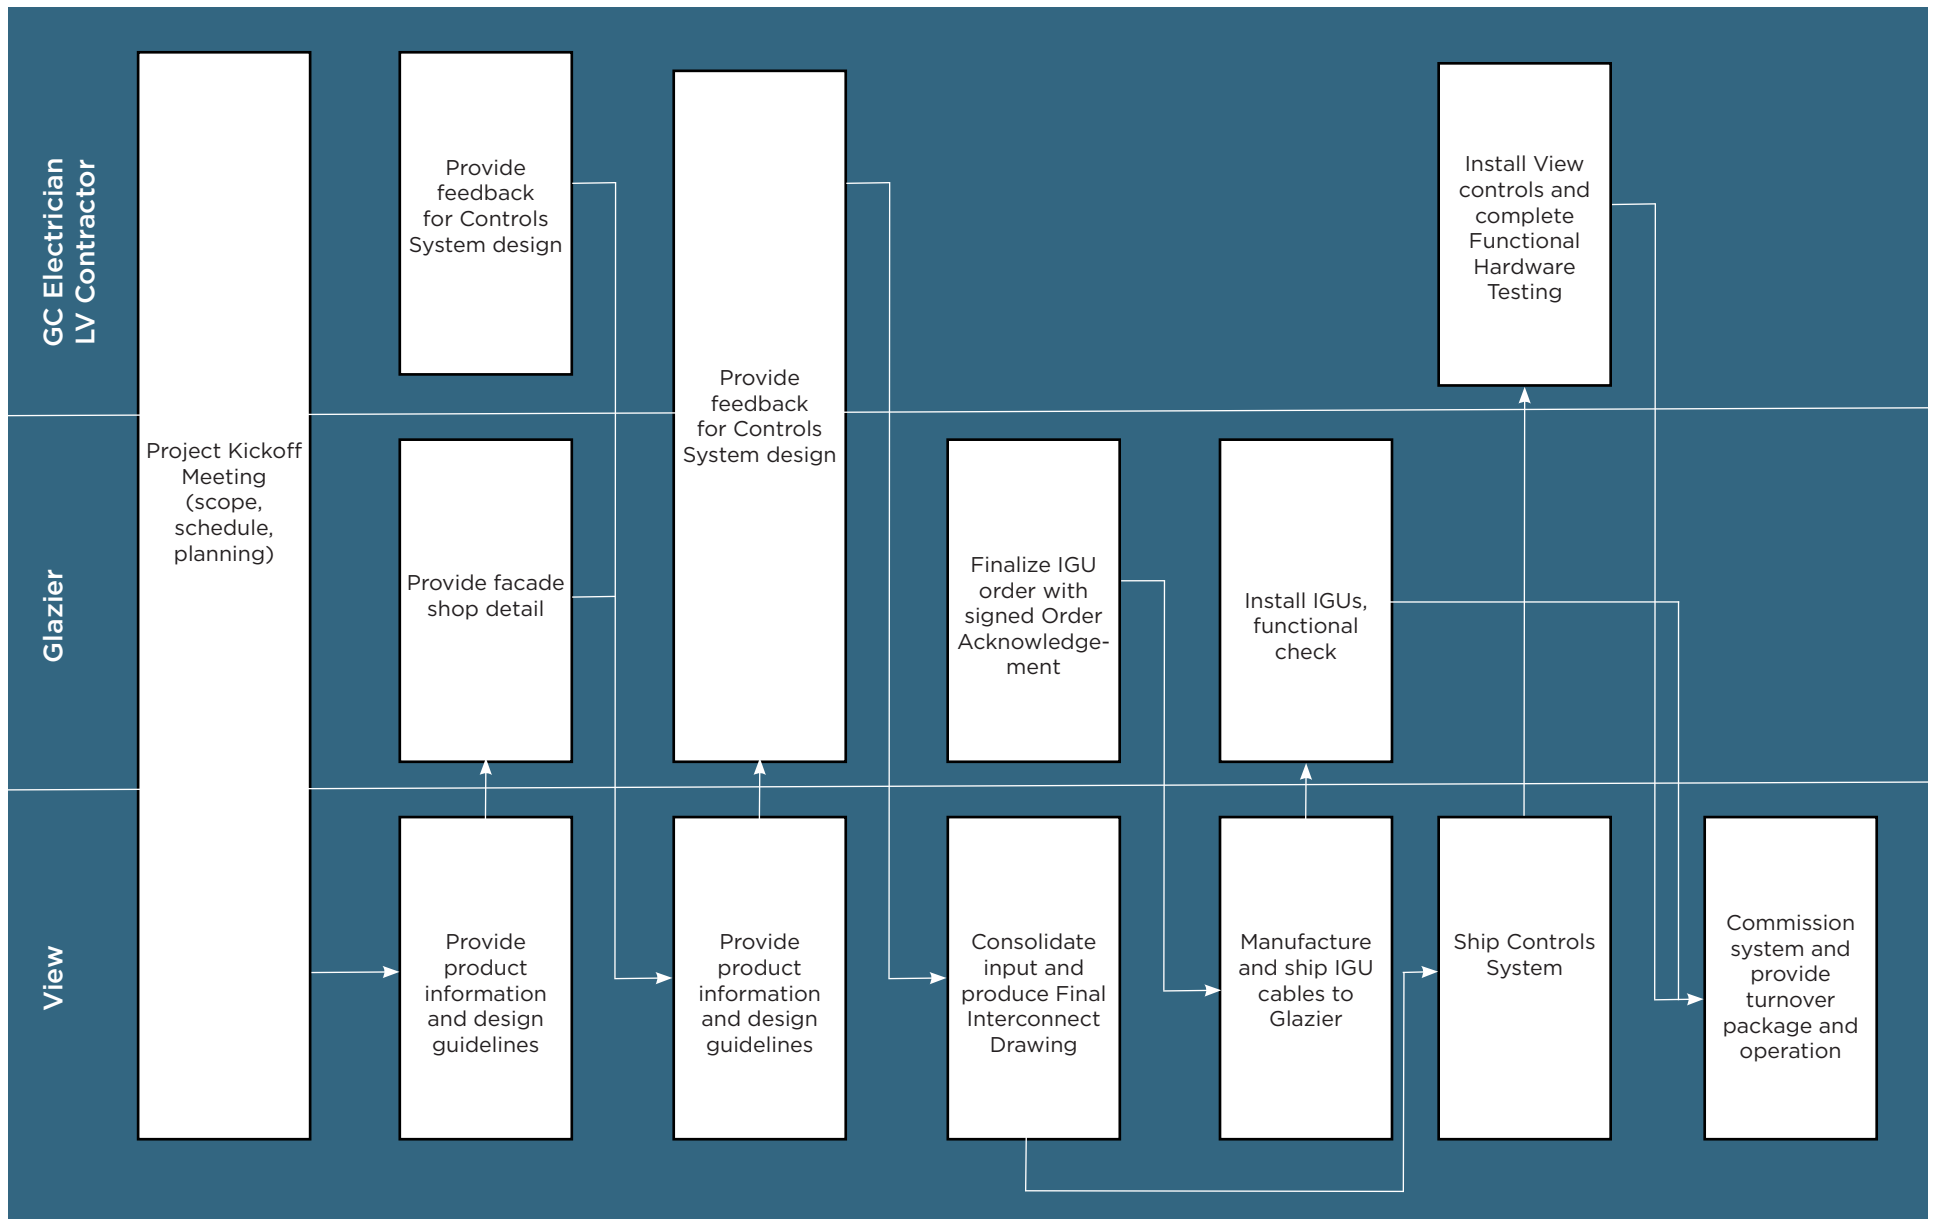 GC Electrician
LV Contractor
Glazier
View
Project Kickoff
Meeting
(scope,
schedule,
planning)
Provide
feedback
for Controls
System design
Provide facade
shop detail
Provide
product
information
and design
guidelines
Provide
feedback
for Controls
System design
Provide
product
information
and design
guidelines
Finalize IGU
order with
signed Order
Acknowledge-
ment
Consolidate
input and
produce Final
Interconnect
Drawing
Install IGUs,
functional
check
Manufacture
and ship IGU
cables to
Glazier
Install View
controls and
complete
Functional
Hardware
Testing
Ship Controls
System
Commission
system and
provide
turnover
package and
operation